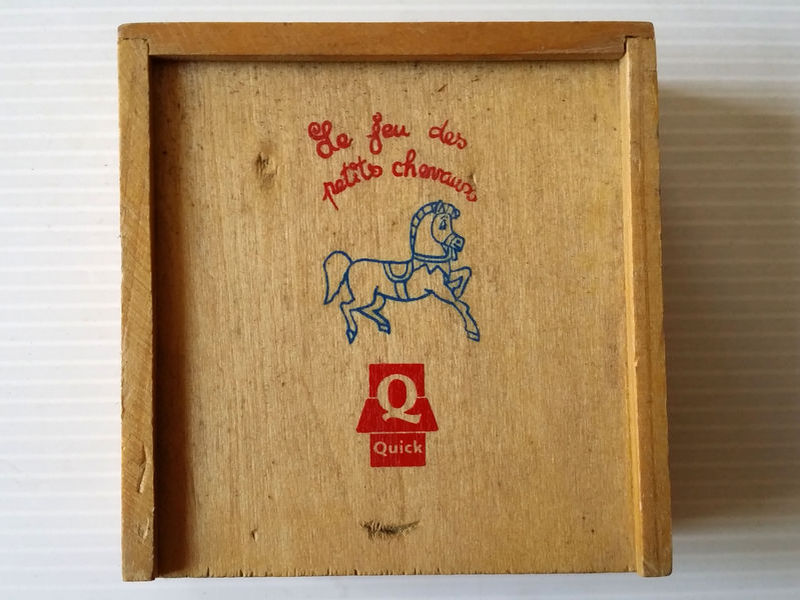 Le jeu des
petits chevaux
Q
Quick